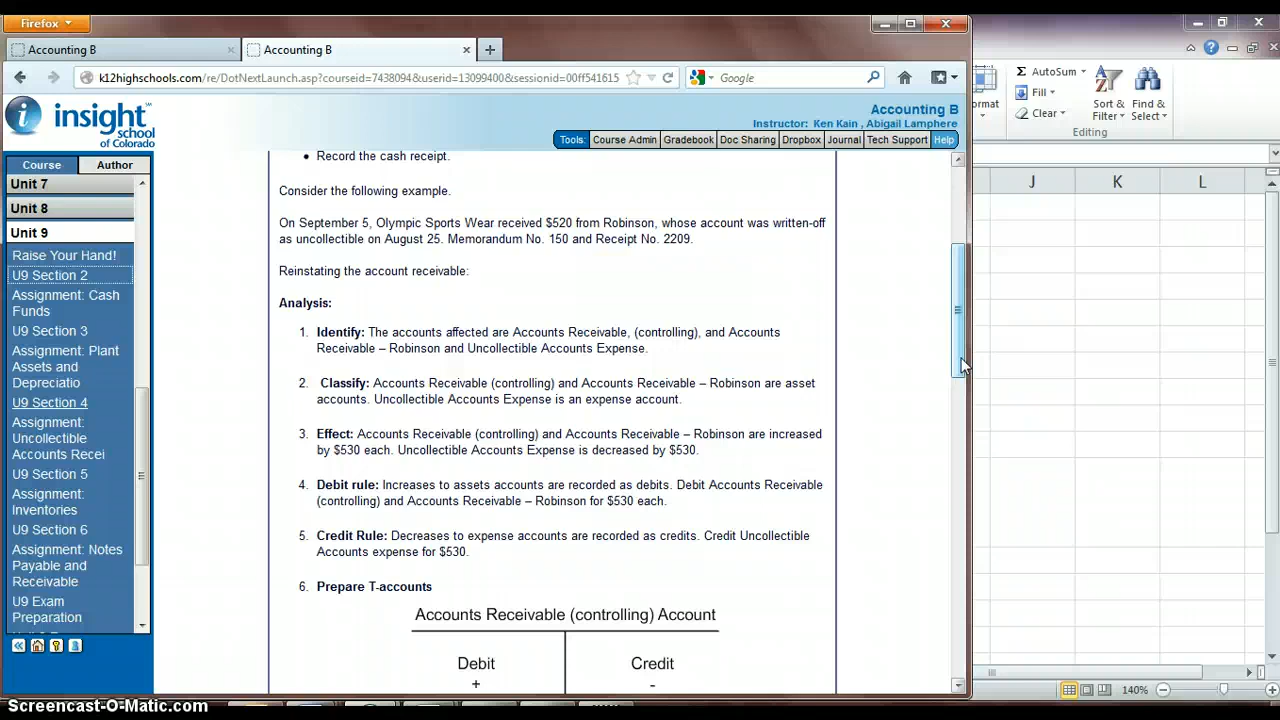 Firefox
Accounting B
Accounting B
k12highschools.com/re/DotNextLaunch.asp?courseid=7438094&userid=13099400&sessionid=00ff541615
Google
insight
school
of Colorado
Accounting B
Instructor: Ken Kain , Abigail Lamphere
Tools: Course Admin Gradebook Doc Sharing Dropbox Journal Tech Support Help
Course Author
Unit 7
Unit 8
Unit 9
Raise Your Hand!
U9 Section 2
Assignment: Cash
Funds
U9 Section 3
Assignment: Plant
Assets and
Depreciatio
U9 Section 4
Assignment:
Uncollectible
Accounts Recei
U9 Section 5
Assignment:
Inventories
U9 Section 6
Assignment: Notes
Payable and
Receivable
U9 Exam
Preparation
• Record the cash receipt.
Consider the following example.
On September 5, Olympic Sports Wear received $520 from Robinson, whose account was written-off
as uncollectible on August 25. Memorandum No. 150 and Receipt No. 2209.
Reinstating the account receivable:
Analysis:
1. Identify: The accounts affected are Accounts Receivable, (controlling), and Accounts
Receivable – Robinson and Uncollectible Accounts Expense.
2. Classify: Accounts Receivable (controlling) and Accounts Receivable – Robinson are asset
accounts. Uncollectible Accounts Expense is an expense account.
3. Effect: Accounts Receivable (controlling) and Accounts Receivable – Robinson are increased
by $530 each. Uncollectible Accounts Expense is decreased by $530.
4. Debit rule: Increases to assets accounts are recorded as debits. Debit Accounts Receivable
(controlling) and Accounts Receivable – Robinson for $530 each.
5. Credit Rule: Decreases to expense accounts are recorded as credits. Credit Uncollectible
Accounts expense for $530.
6. Prepare T-accounts
Accounts Receivable (controlling) Account
Debit Credit
+ -
Σ AutoSum
Fill
Clear
Sort &
Filter
Find &
Select
Editing
ormat
J K L
140%
Screencast-O-Matic.com